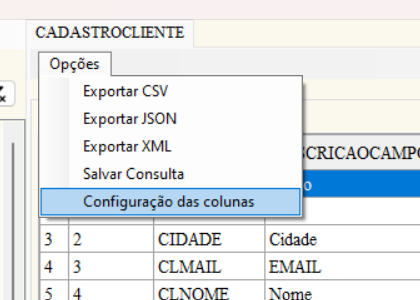 CADASTROCLIENTE
Opções
Exportar CSV
Exportar JSON
Exportar XML
Salvar Consulta
Configuração das colunas
3 2 CIDADE Cidade
4 3 CLMAIL EMAIL
5 4 CLNOME Nome